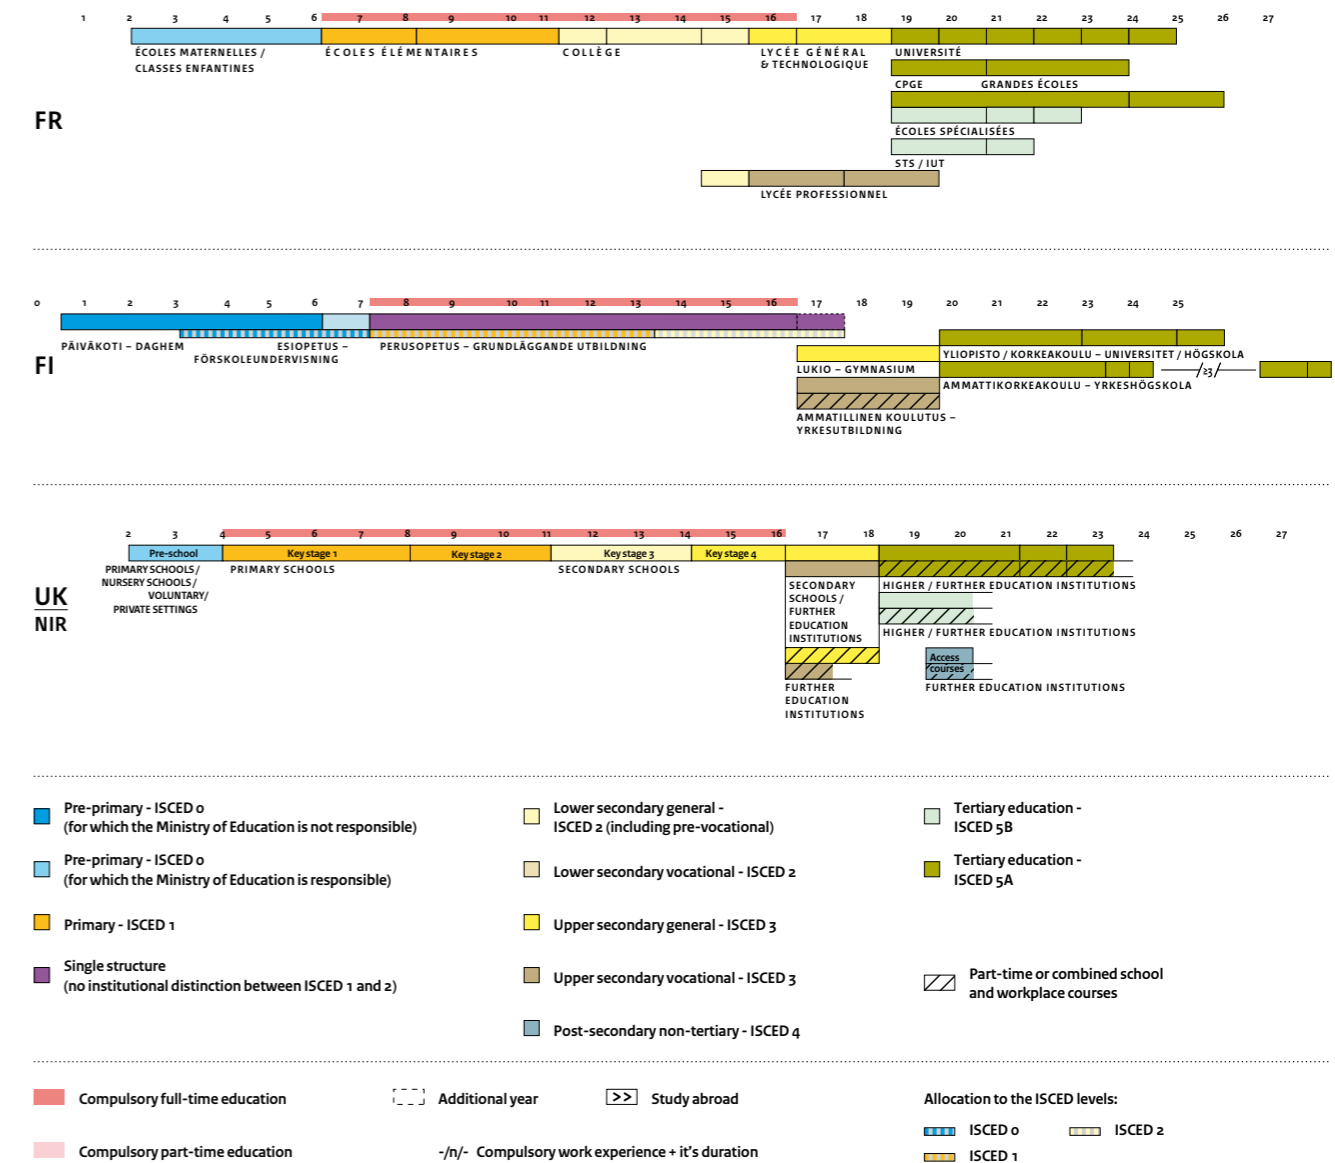 1 2 3 4 5 6 7 8 9 10 11 12 13 14 15 16 17 18 19 20 21 22 23 24 25 26 27
ÉCOLES MATERNELLES /
CLASSES ENFANTINES
ÉCOLES ÉLÉMENTAIRES
COLLÈGE
LYCÉE GÉNÉRAL
& TECHNOLOGIQUE
UNIVERSITÉ
CPGE GRANDES ÉCOLES
FR
ÉCOLES SPÉCIALISÉES
STS / IUT
LYCÉE PROFESSIONNEL
0 1 2 3 4 5 6 7 8 9 10 11 12 13 14 15 16 17 18 19 20 21 22 23 24 25
PÄIVÄKOTI – DAGHEM
ESIOPETUS –
FÖRSKOLEUNDERVISNING
PERUSOPETUS – GRUNDLÄGGANDE UTBILDNING
YLIOPISTO / KORKEAKOULU – UNIVERSITET / HÖGSKOLA
FI
LUKIO – GYMNASIUM
/≥3/
AMMATTIKORKEAKOULU – YRKESHÖGSKOLA
AMMATILLINEN KOULUTUS –
YRKESUTBILDNING
2 3 4 5 6 7 8 9 10 11 12 13 14 15 16 17 18 19 20 21 22 23 24 25 26 27
Pre-school Key stage 1 Key stage 2 Key stage 3 Key stage 4
PRIMARY SCHOOLS /
NURSERY SCHOOLS /
VOLUNTARY/
PRIVATE SETTINGS
PRIMARY SCHOOLS
SECONDARY SCHOOLS
UK
NIR
SECONDARY
SCHOOLS /
FURTHER
EDUCATION
INSTITUTIONS
HIGHER / FURTHER EDUCATION INSTITUTIONS
HIGHER / FURTHER EDUCATION INSTITUTIONS
Access
courses
FURTHER
EDUCATION
INSTITUTIONS
FURTHER EDUCATION INSTITUTIONS
Pre-primary - ISCED 0
(for which the Ministry of Education is not responsible)
Pre-primary - ISCED 0
(for which the Ministry of Education is responsible)
Primary - ISCED 1
Single structure
(no institutional distinction between ISCED 1 and 2)
Lower secondary general -
ISCED 2 (including pre-vocational)
Lower secondary vocational - ISCED 2
Upper secondary general - ISCED 3
Upper secondary vocational - ISCED 3
Post-secondary non-tertiary - ISCED 4
Tertiary education -
ISCED 5B
Tertiary education -
ISCED 5A
Part-time or combined school
and workplace courses
Compulsory full-time education
Compulsory part-time education
Additional year
>> Study abroad
-/n/- Compulsory work experience + it's duration
Allocation to the ISCED levels:
ISCED 0
ISCED 2
ISCED 1